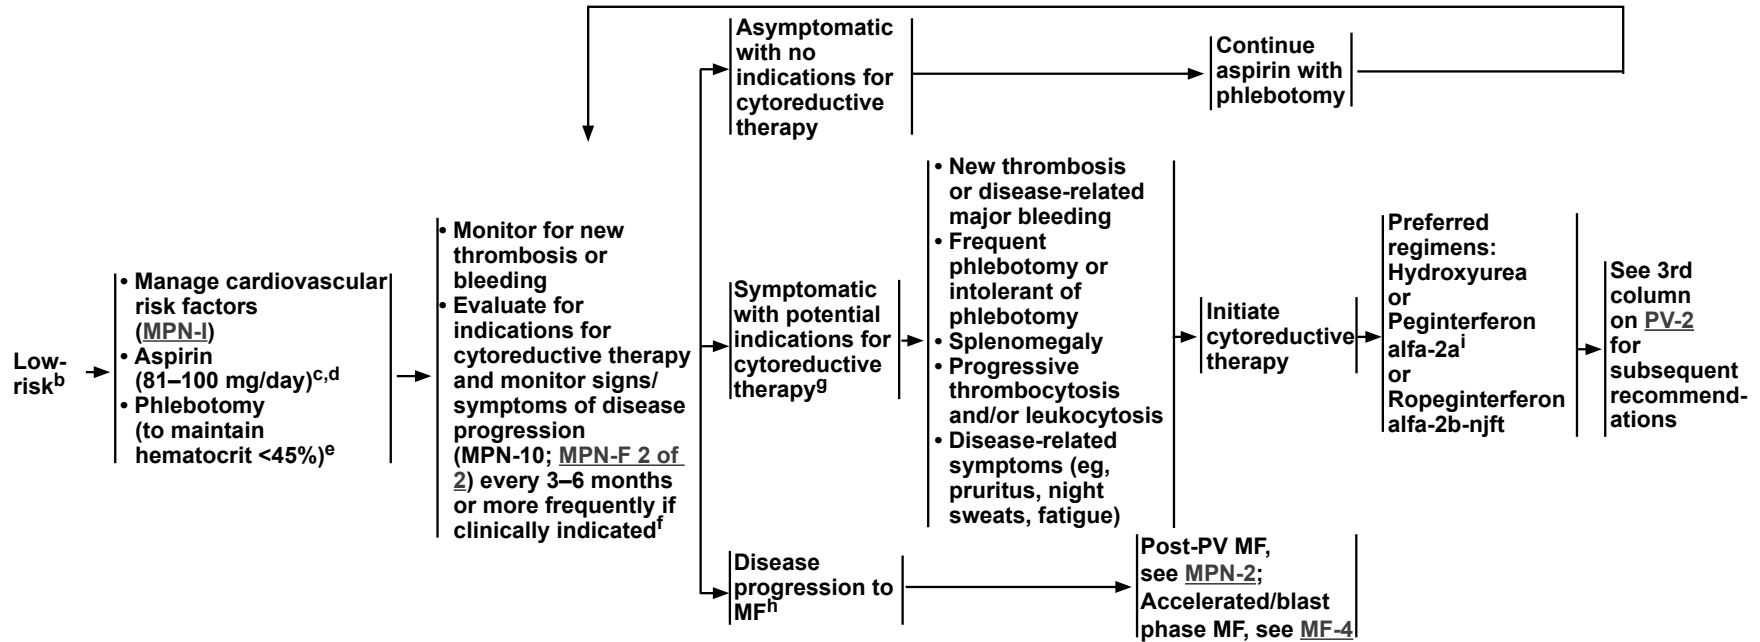 Low-
riskb
• Manage cardiovascular
risk factors
(MPN-I)
• Aspirin
(81–100 mg/day)c,d
• Phlebotomy
(to maintain
hematocrit <45%)e
• Monitor for new
thrombosis or
bleeding
• Evaluate for
indications for
cytoreductive therapy
and monitor signs/
symptoms of disease
progression
(MPN-10; MPN-F 2 of
2) every 3–6 months
or more frequently if
clinically indicatedf
Asymptomatic
with no
indications for
cytoreductive
therapy
Continue
aspirin with
phlebotomy
Symptomatic
with potential
indications for
cytoreductive
therapyg
• New thrombosis
or disease-related
major bleeding
• Frequent
phlebotomy or
intolerant of
phlebotomy
• Splenomegaly
• Progressive
thrombocytosis
and/or leukocytosis
• Disease-related
symptoms (eg,
pruritus, night
sweats, fatigue)
Initiate
cytoreductive
therapy
Preferred
regimens:
Hydroxyurea
or
Peginterferon
alfa-2ai
or
Ropeginterferon
alfa-2b-njft
See 3rd
column
on PV-2
for
subsequent
recommend-
ations
Disease
progression to
MFh
Post-PV MF,
see MPN-2;
Accelerated/blast
phase MF, see MF-4